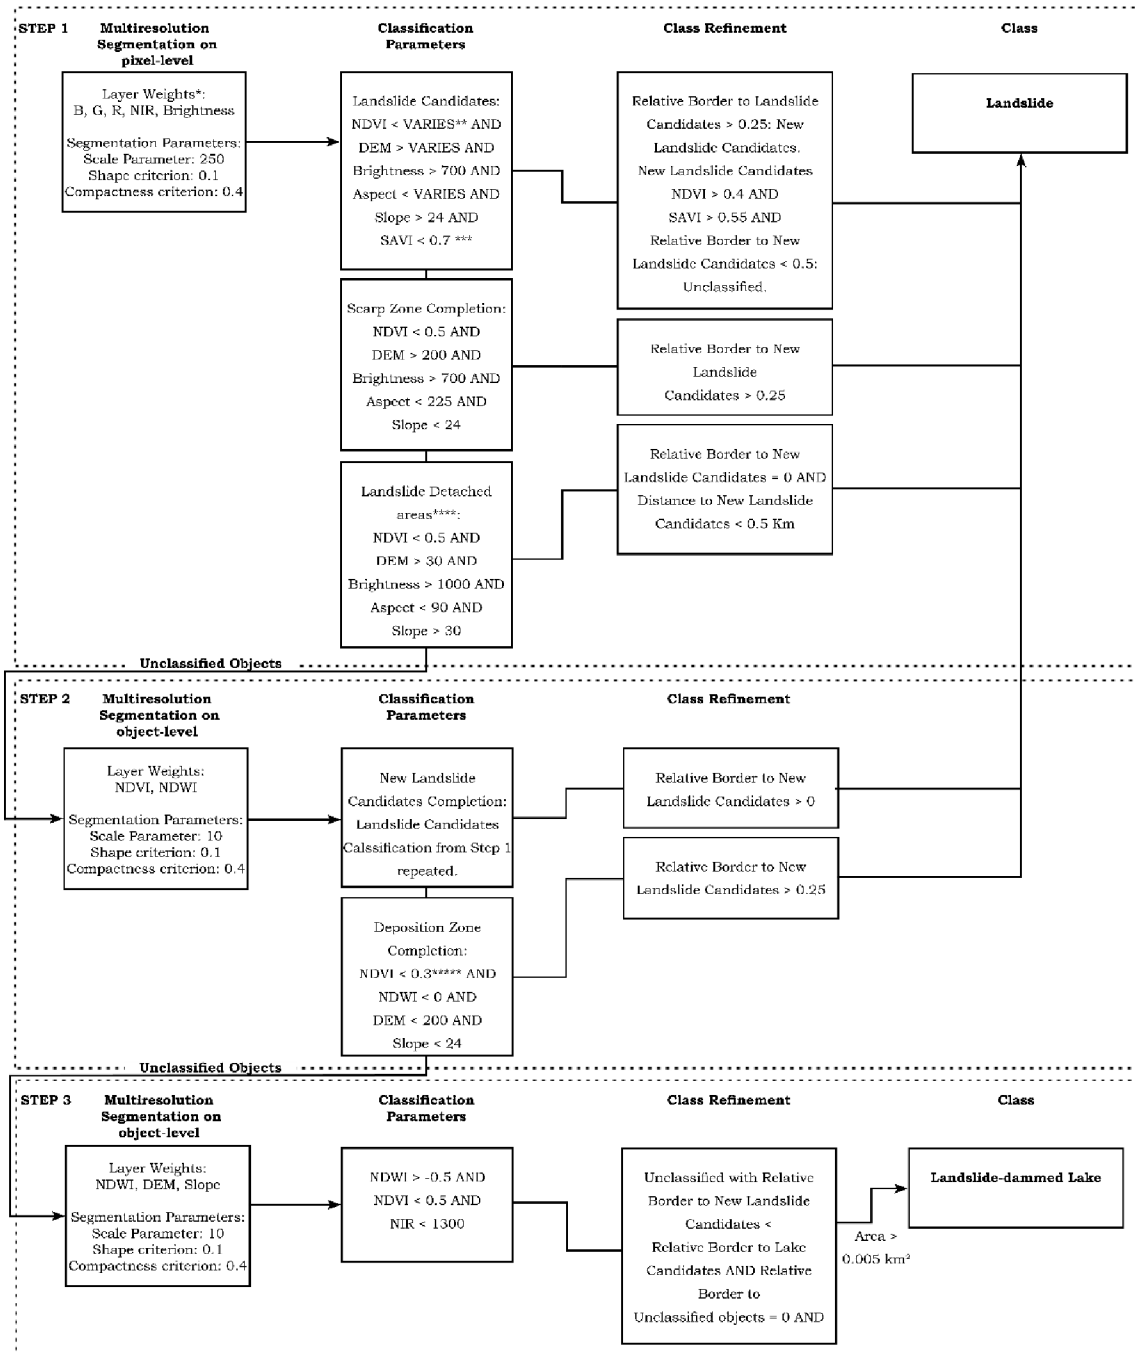 STEP 1
Multiresolution
Segmentation on
pixel-level
Classification
Parameters
Class Refinement
Class
Layer Weights*:
B, G, R, NIR, Brightness
Segmentation Parameters:
Scale Parameter: 250
Shape criterion: 0.1
Compactness criterion: 0.4
Landslide Candidates:
NDVI < VARIES** AND
DEM > VARIES AND
Brightness > 700 AND
Aspect < VARIES AND
Slope > 24 AND
SAVI < 0.7 ***
Relative Border to Landslide
Candidates > 0.25: New
Landslide Candidates.
New Landslide Candidates
NDVI > 0.4 AND
SAVI > 0.55 AND
Relative Border to New
Landslide Candidates < 0.5:
Unclassified.
Landslide
Scarp Zone Completion:
NDVI < 0.5 AND
DEM > 200 AND
Brightness > 700 AND
Aspect < 225 AND
Slope < 24
Relative Border to New
Landslide
Candidates > 0.25
Landslide Detached
areas****:
NDVI < 0.5 AND
DEM > 30 AND
Brightness > 1000 AND
Aspect < 90 AND
Slope > 30
Relative Border to New
Landslide Candidates = 0 AND
Distance to New Landslide
Candidates < 0.5 Km
Unclassified Objects
STEP 2
Multiresolution
Segmentation on
object-level
Classification
Parameters
Class Refinement
Layer Weights:
NDVI, NDWI
Segmentation Parameters:
Scale Parameter: 10
Shape criterion: 0.1
Compactness criterion: 0.4
New Landslide
Candidates Completion:
Landslide Candidates
Calssification from Step 1
repeated.
Relative Border to New
Landslide Candidates > 0
Deposition Zone
Completion:
NDVI < 0.3***** AND
NDWI < 0 AND
DEM < 200 AND
Slope < 24
Relative Border to New
Landslide Candidates > 0.25
Unclassified Objects
STEP 3
Multiresolution
Segmentation on
object-level
Classification
Parameters
Class Refinement
Class
Layer Weights:
NDWI, DEM, Slope
Segmentation Parameters:
Scale Parameter: 10
Shape criterion: 0.1
Compactness criterion: 0.4
NDWI > -0.5 AND
NDVI < 0.5 AND
NIR < 1300
Unclassified with Relative
Border to New Landslide
Candidates <
Relative Border to Lake
Candidates AND Relative
Border to
Unclassified objects = 0 AND
Area >
0.005 km²
Landslide-dammed Lake